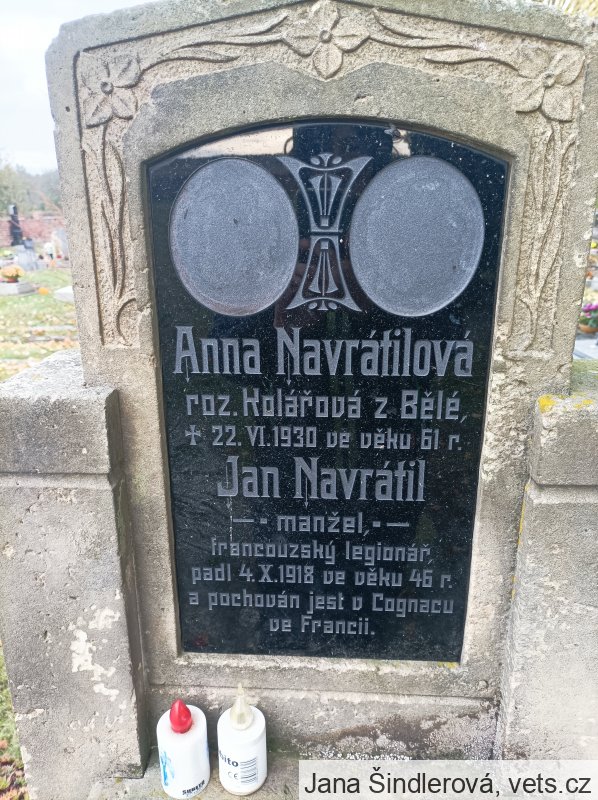 Anna Navrátilová
roz. Kolářová z Bělé,
✝ 22. VI. 1930 ve věku 61 r.
Jan Navrátil
— - manžel, - —
francouzský legionář,
padl 4. X. 1918 ve věku 46 r.
a pochován jest v Cognacu
ve Francii.
Jana Šindlerová, vets.cz